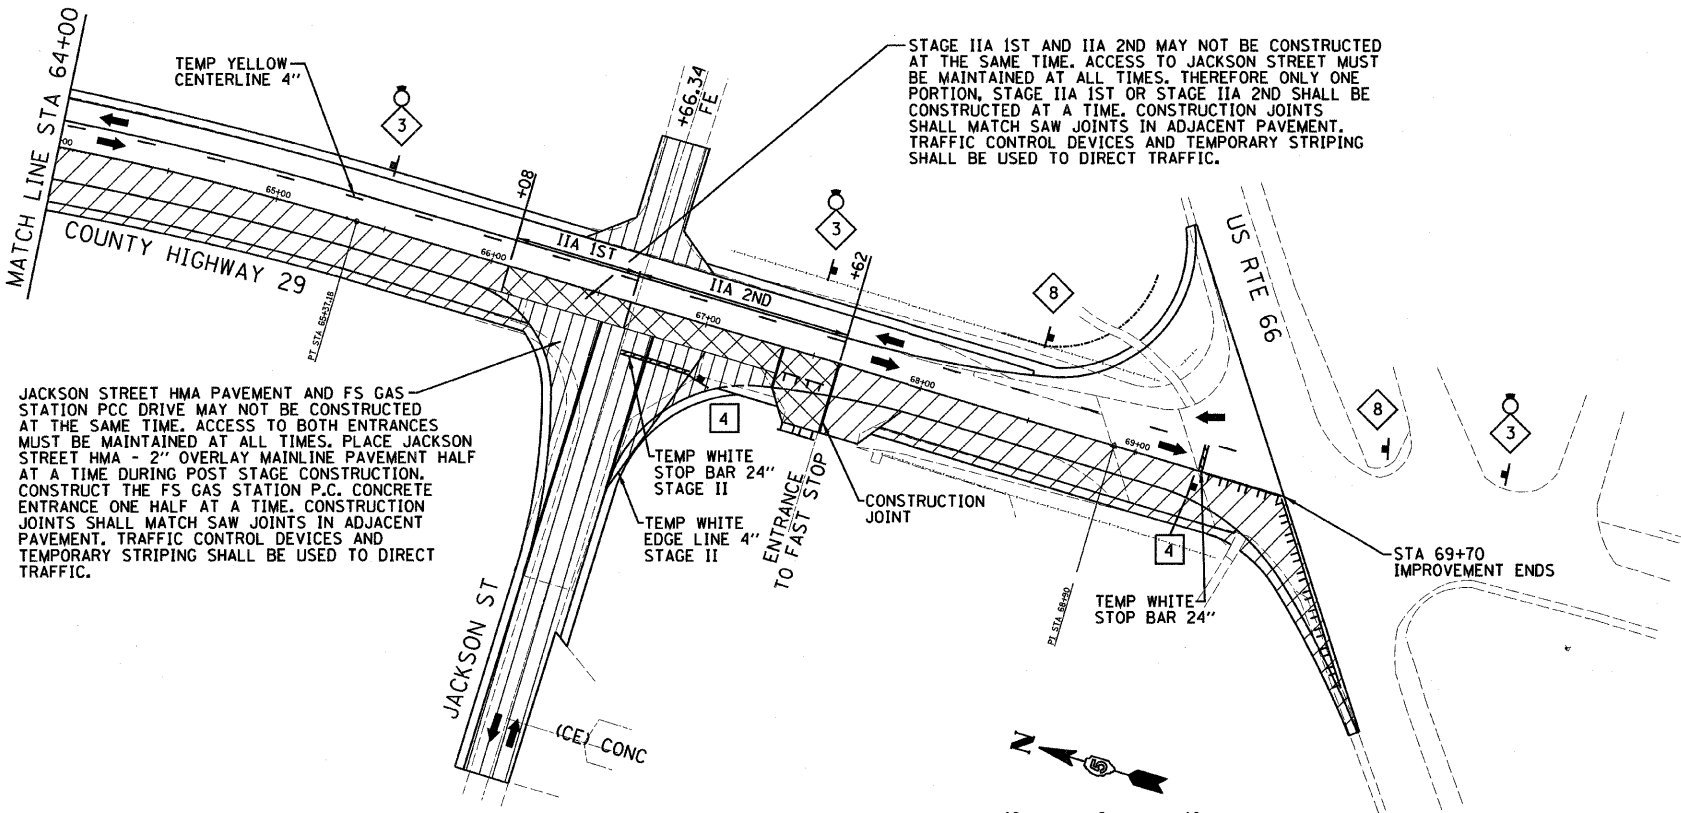 MATCH LINE STA 64+00
TEMP YELLOW
CENTERLINE 4"
3
+66.34
FE
STAGE IIA 1ST AND IIA 2ND MAY NOT BE CONSTRUCTED
AT THE SAME TIME. ACCESS TO JACKSON STREET MUST
BE MAINTAINED AT ALL TIMES. THEREFORE ONLY ONE
PORTION, STAGE IIA 1ST OR STAGE IIA 2ND SHALL BE
CONSTRUCTED AT A TIME. CONSTRUCTION JOINTS
SHALL MATCH SAW JOINTS IN ADJACENT PAVEMENT.
TRAFFIC CONTROL DEVICES AND TEMPORARY STRIPING
SHALL BE USED TO DIRECT TRAFFIC.
+08
00
65+00
COUNTY HIGHWAY 29
PT STA 65+37.18
66+00
IIA 1ST
IIA 2ND
67+00
3
+62
8
US RTE 66
68+00
69+00
8
3
JACKSON STREET HMA PAVEMENT AND FS GAS
STATION PCC DRIVE MAY NOT BE CONSTRUCTED
AT THE SAME TIME. ACCESS TO BOTH ENTRANCES
MUST BE MAINTAINED AT ALL TIMES. PLACE JACKSON
STREET HMA - 2" OVERLAY MAINLINE PAVEMENT HALF
AT A TIME DURING POST STAGE CONSTRUCTION.
CONSTRUCT THE FS GAS STATION P.C. CONCRETE
ENTRANCE ONE HALF AT A TIME. CONSTRUCTION
JOINTS SHALL MATCH SAW JOINTS IN ADJACENT
PAVEMENT. TRAFFIC CONTROL DEVICES AND
TEMPORARY STRIPING SHALL BE USED TO DIRECT
TRAFFIC.
4
TEMP WHITE
STOP BAR 24"
STAGE II
TEMP WHITE
EDGE LINE 4"
STAGE II
ENTRANCE
TO FAST STOP
CONSTRUCTION
JOINT
4
PI STA 68+90
TEMP WHITE
STOP BAR 24"
STA 69+70
IMPROVEMENT ENDS
JACKSON ST
(CE) CONC
N